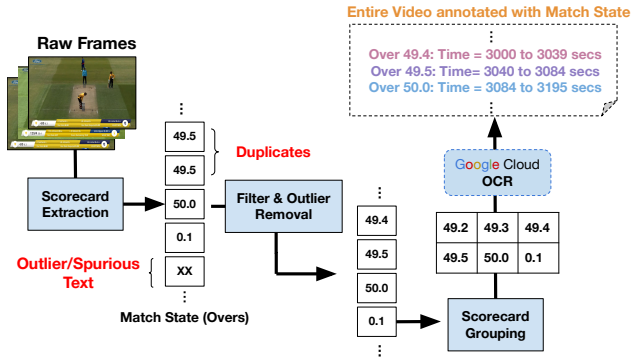 Entire Video annotated with Match State
Raw Frames
⋮
Over 49.4: Time = 3000 to 3039 secs
Over 49.5: Time= 3040 to 3084 secs
Over 50.0: Time = 3084 to 3195 secs
⋮
49.5
49.5
Duplicates
Google Cloud
OCR
Scorecard
Extraction
50.0
Filter & Outlier
Removal
⋮
49.4
49.2 49.3 49.4
49.5 50.0 0.1
0.1
49.5
Outlier/Spurious
Text
XX
50.0
⋮
Match State (Overs)
0.1
Scorecard
Grouping
⋮